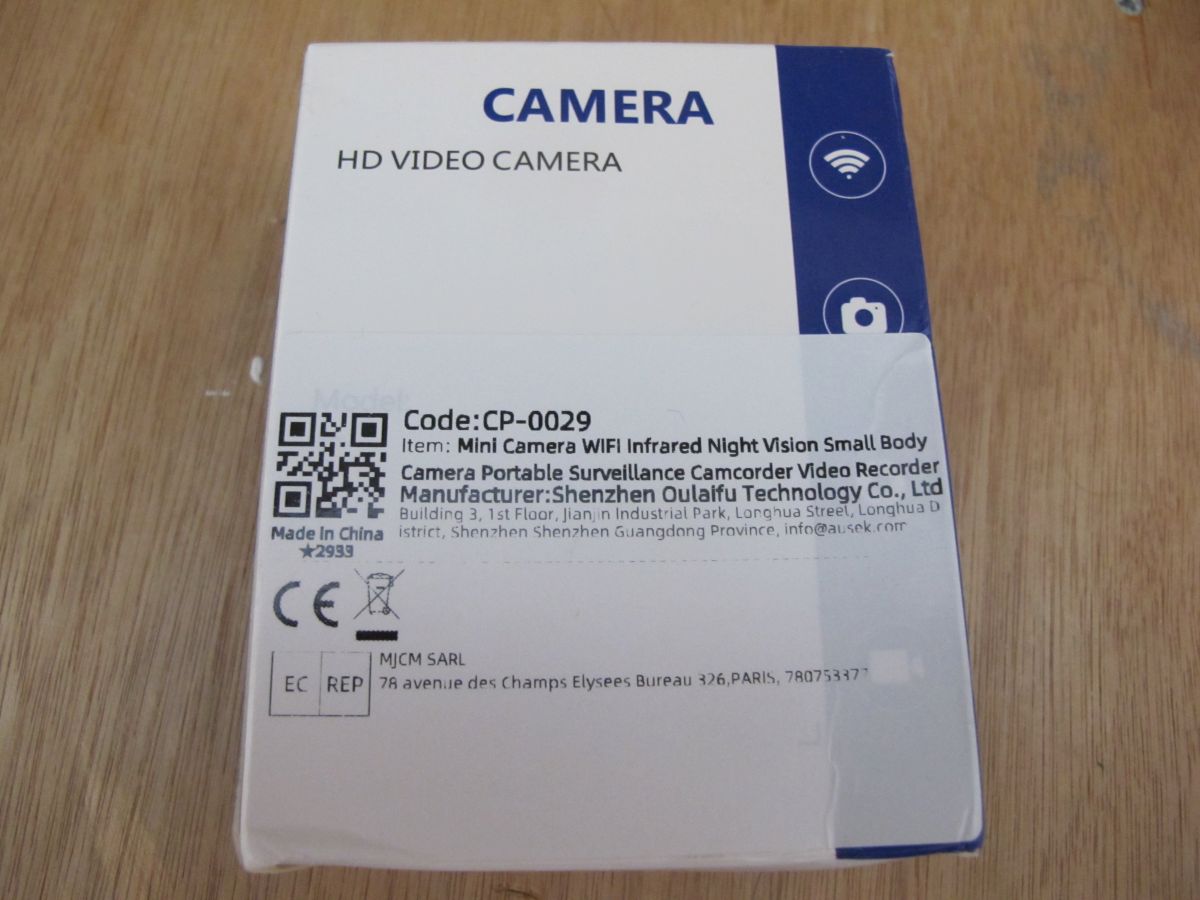 CAMERA
HD VIDEO CAMERA
Model:
Code:CP-0029
Item: Mini Camera WIFI Infrared Night Vision Small Body
Camera Portable Surveillance Camcorder Video Recorder
Manufacturer:Shenzhen Oulaifu Technology Co., Ltd
Building 3, 1st Floor, Jianjin Industrial Park, Longhua Street, Longhua D
istrict, Shenzhen Shenzhen Guangdong Province, info@ausek.com
Made in China
★2933
CE
EC REP
MJCM SARL
78 avenue des Champs Elysees Bureau 326,PARIS,